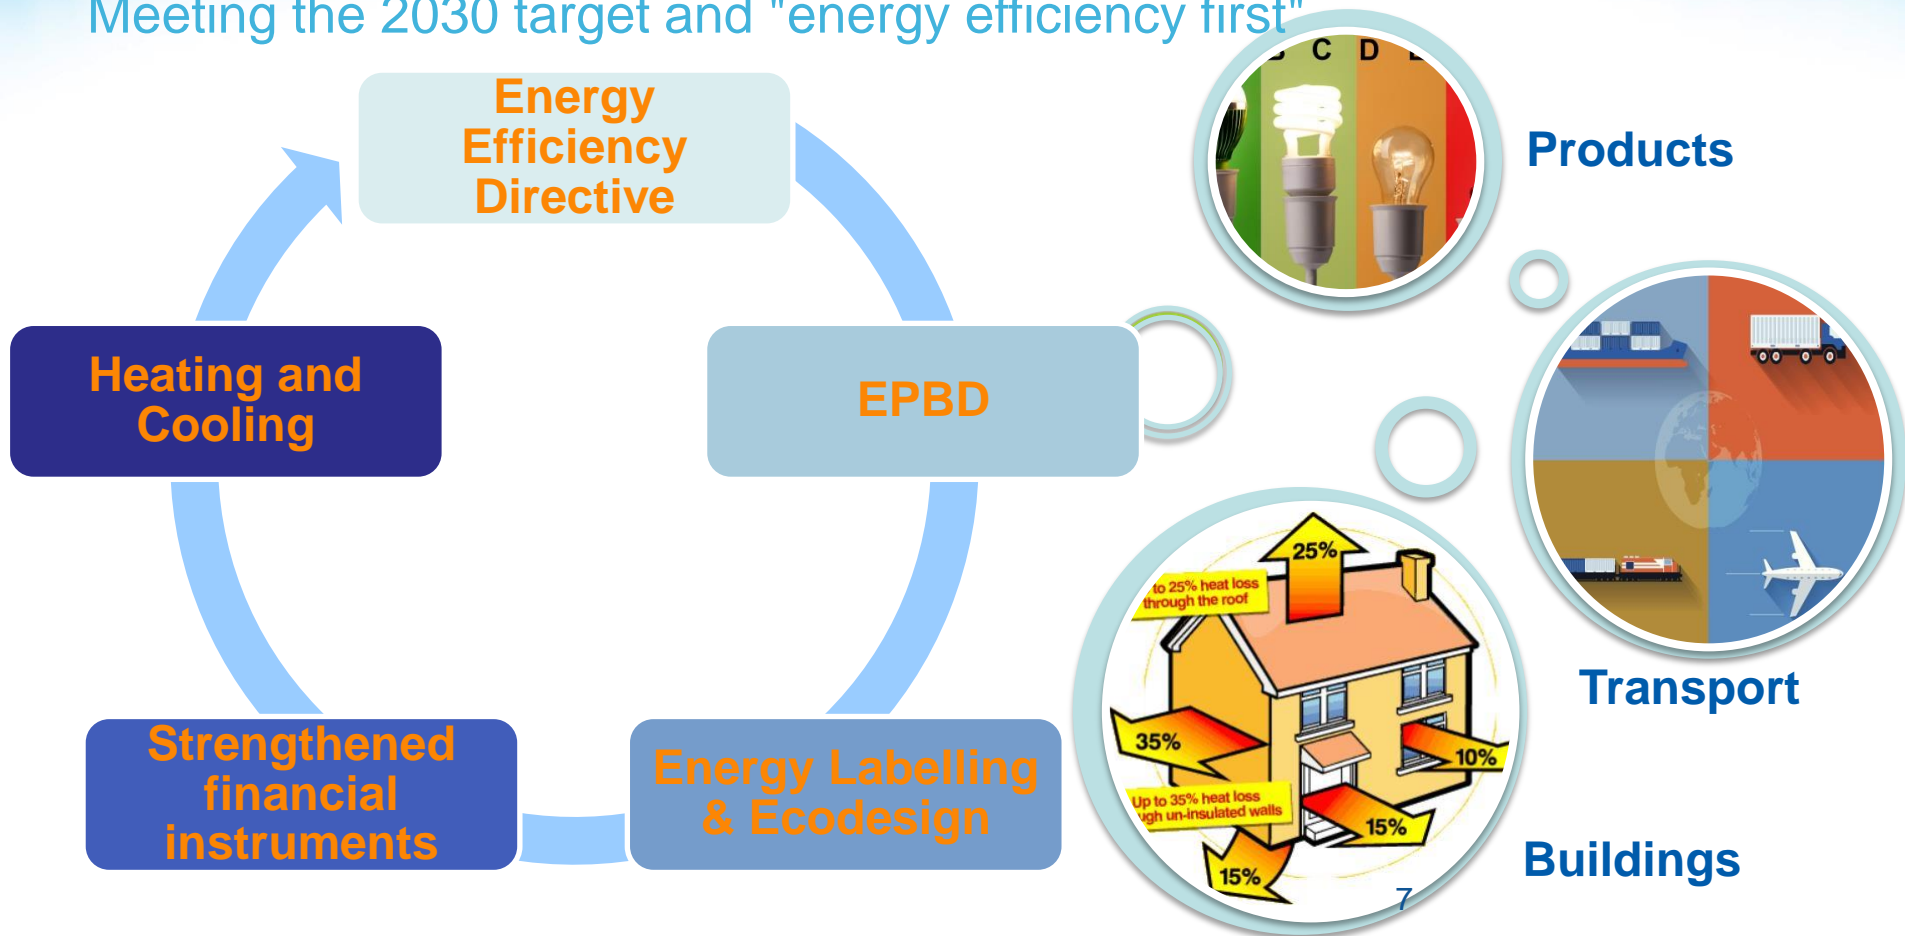 Meeting the 2030 target and "energy efficiency first"
Energy
Efficiency
Directive
EPBD
Energy Labelling
& Ecodesign
Strengthened
financial
instruments
Heating and
Cooling
C D
Products
Transport
25%
to 25% heat loss
through the roof
35%
10%
Up to 35% heat loss
un-insulated walls
15%
15%
Buildings
7